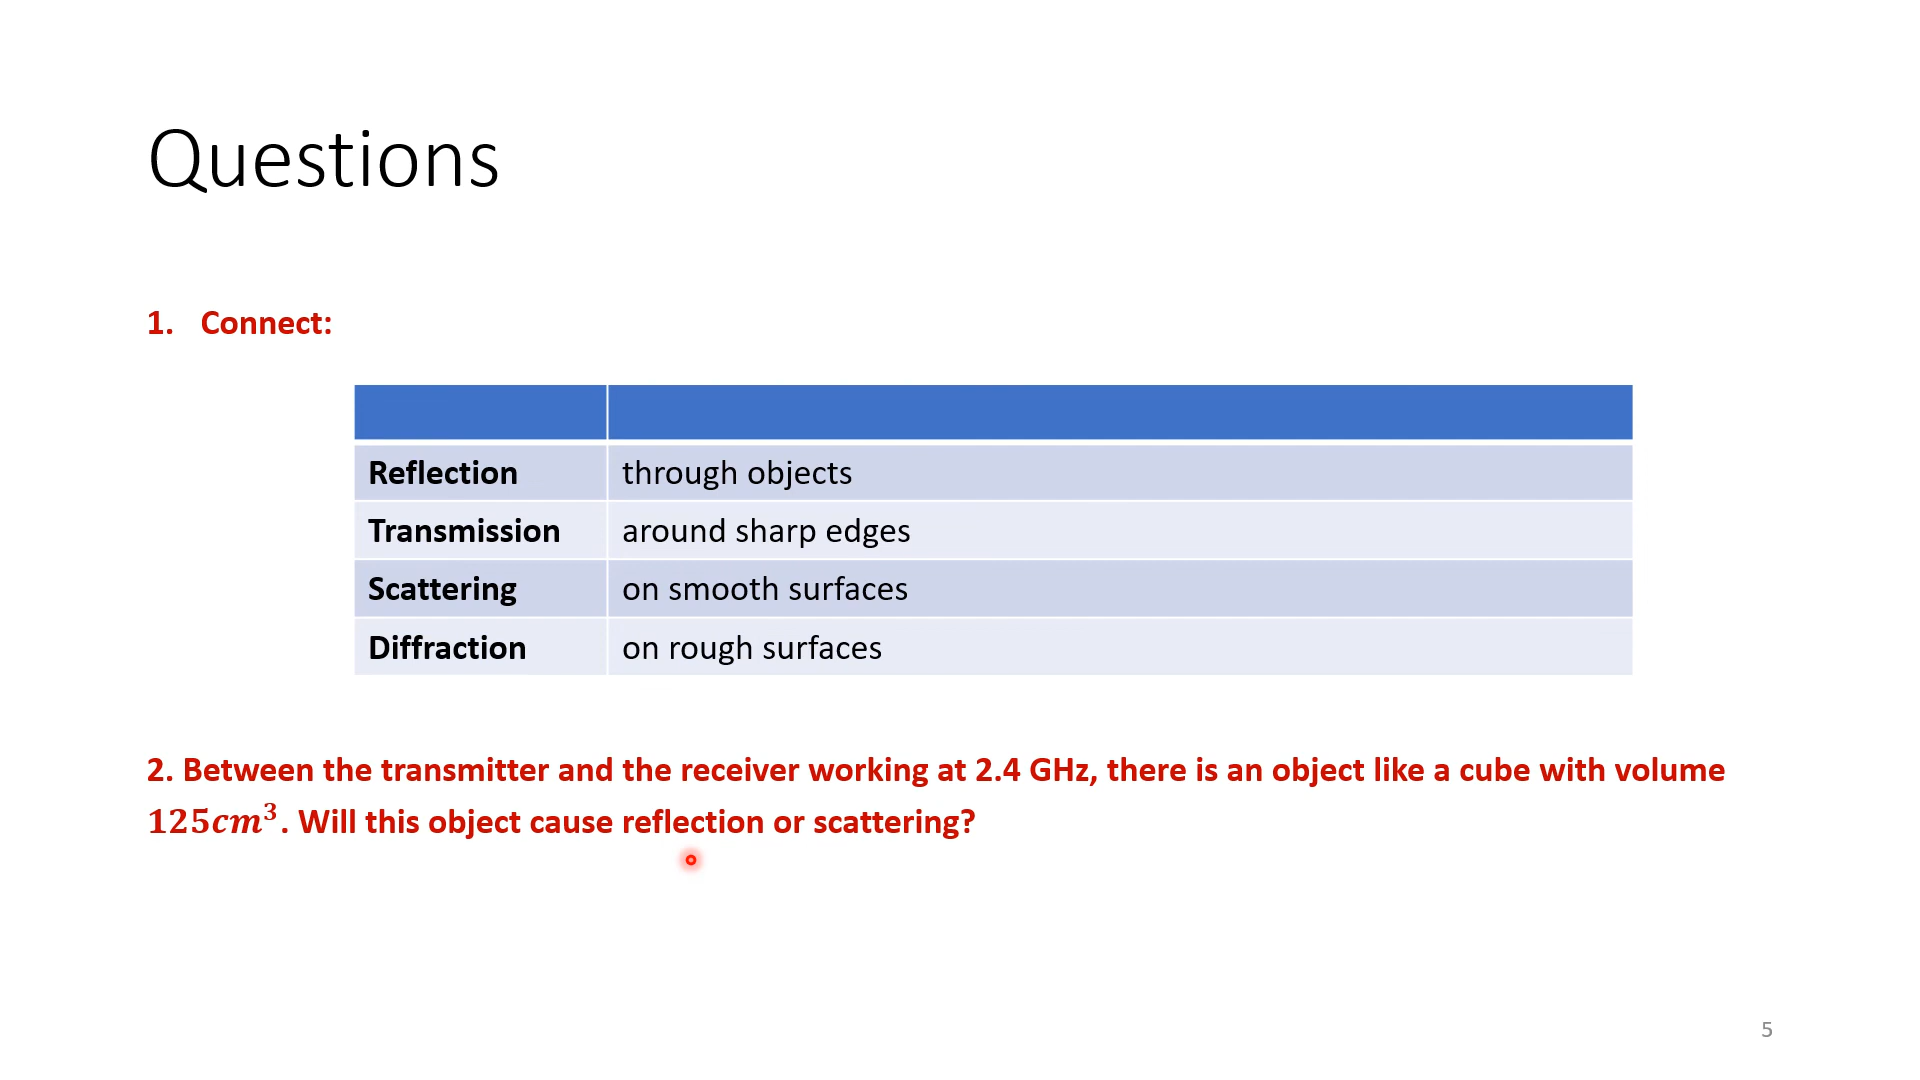 Questions
1. Connect:
Reflection through objects
Transmission around sharp edges
Scattering on smooth surfaces
Diffraction on rough surfaces
2. Between the transmitter and the receiver working at 2.4 GHz, there is an object like a cube with volume
125cm³. Will this object cause reflection or scattering?
5